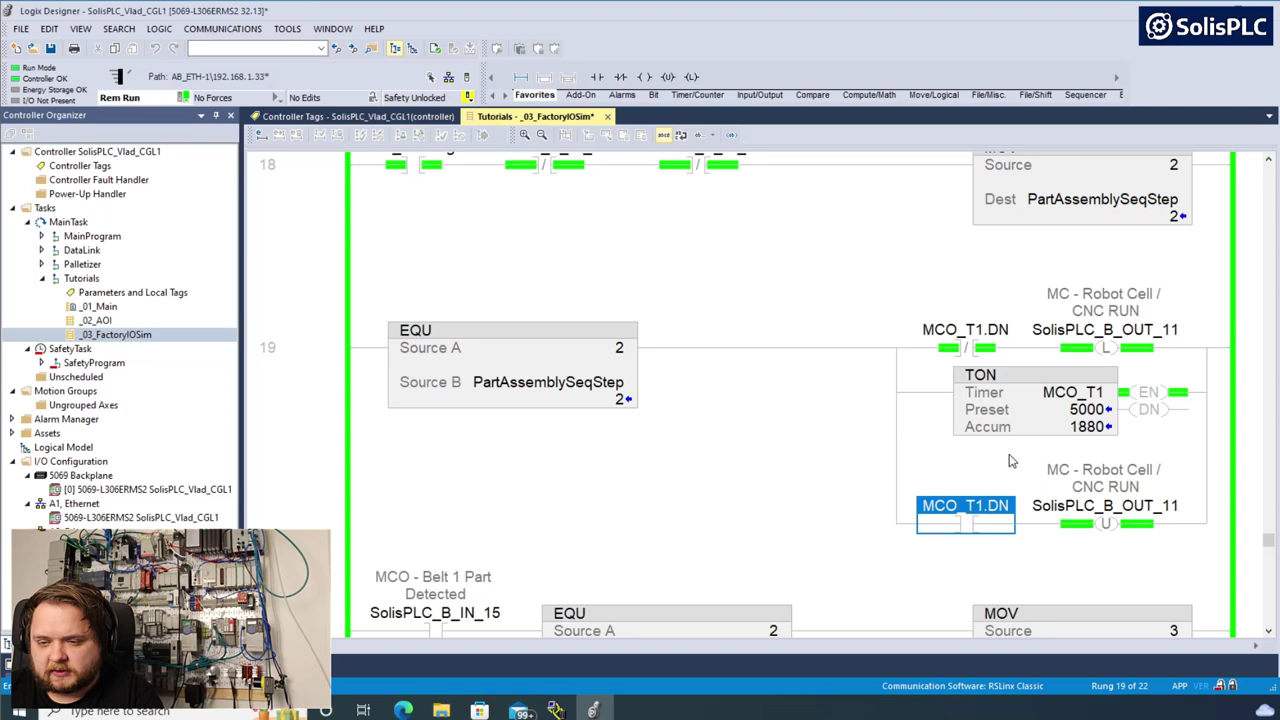 Logix Designer - SolisPLC_Vlad_CGL1 [5069-L306ERMS2 32.13]*
SolisPLC
FILE EDIT VIEW SEARCH LOGIC COMMUNICATIONS TOOLS WINDOW HELP
Run Mode
Controller OK
Energy Storage OK
I/O Not Present
Path: AB_ETH-1\192.168.1.33*
Rem Run No Forces No Edits Safety Unlocked
Favorites Add-On Alarms Bit Timer/Counter Input/Output Compare Compute/Math Move/Logical File/Misc. File/Shift Sequencer
Controller Organizer
Controller Tags - SolisPLC_Vlad_CGL1(controller)
Tutorials - _03_FactoryIOSim*
Controller SolisPLC_Vlad_CGL1
Controller Tags
Controller Fault Handler
Power-Up Handler
Tasks
MainTask
MainProgram
DataLink
Palletizer
Tutorials
Parameters and Local Tags
_01_Main
_02_AOI
_03_FactoryIOSim
SafetyTask
SafetyProgram
Unscheduled
Motion Groups
Ungrouped Axes
Alarm Manager
Assets
Logical Model
I/O Configuration
5069 Backplane
[0] 5069-L306ERMS2 SolisPLC_Vlad_CGL1
A1, Ethernet
5069-L306ERMS2 SolisPLC_Vlad_CGL1
18
Source 2
Dest PartAssemblySeqStep
2
19
EQU
Source A 2
Source B PartAssemblySeqStep
2
MC - Robot Cell /
CNC RUN
MCO_T1.DN SolisPLC_B_OUT_11
L
TON
Timer MCO_T1
Preset 5000
Accum 1880
EN
DN
MC - Robot Cell /
CNC RUN
MCO_T1.DN SolisPLC_B_OUT_11
U
MCO - Belt 1 Part
Detected
SolisPLC_B_IN_15
EQU
Source A 2
MOV
Source 3
Communication Software: RSLinx Classic Rung 19 of 22 APP VER
99+